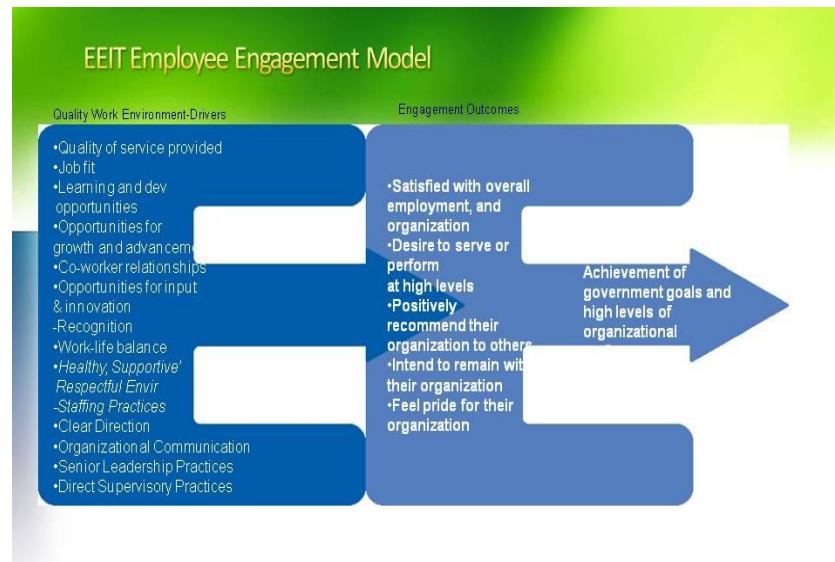 EEIT Employee Engagement Model
Quality Work Environment-Drivers
•Quality of service provided
•Job fit
•Learning and dev
opportunities
•Opportunities for
growth and advanceme
•Co-worker relationships
•Opportunities for input
& innovation
-Recognition
•Work-life balance
•Healthy, Supportive'
Respectful Envir
-Staffing Practices
•Clear Direction
•Organizational Communication
•Senior Leadership Practices
•Direct Supervisory Practices
Engagement Outcomes
•Satisfied with overall
employment, and
organization
•Desire to serve or
perform
at high levels
•Positively
recommend their
organization to others
•Intend to remain wit
their organization
•Feel pride for their
organization
Achievement of
government goals and
high levels of
organizational